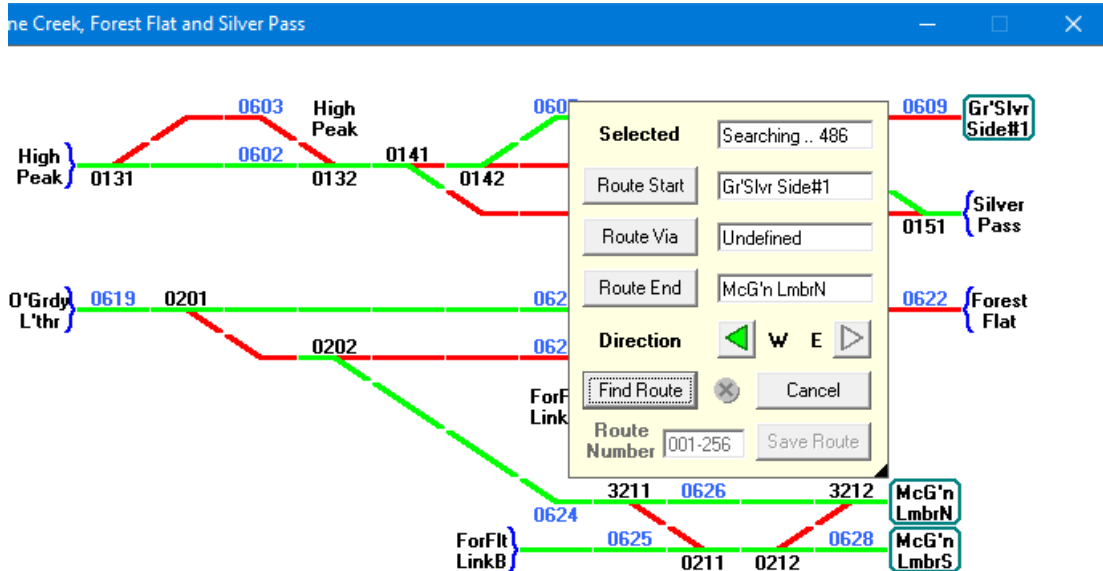 ne Creek, Forest Flat and Silver Pass
0603 High Peak
0609 Gr'Slvr Side#1
Selected Searching .. 486
High Peak 0602 0141
0131 0132 0142
Route Start Gr'Slvr Side#1
Silver Pass
0151
Route Via Undefined
Route End McG'n LmbrN
O'Grdy L'thr 0619 0201
0622 Forest Flat
Direction W E
0202
Find Route Cancel
Link
Route Number 001-256 Save Route
3211 0626 3212 McG'n LmbrN
0624
ForFlt LinkB 0625 0628 McG'n LmbrS
0211 0212